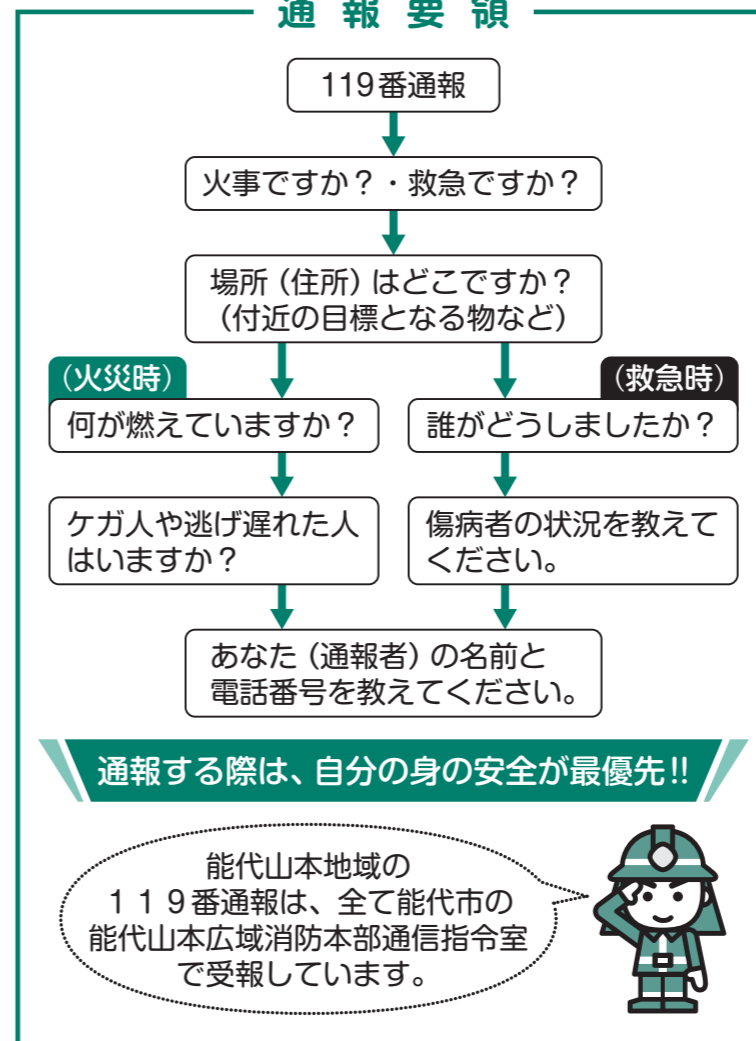 通報要領
119番通報
火事ですか？・救急ですか？
場所（住所）はどこですか？
（付近の目標となる物など）
（火災時）
何が燃えていますか？
ケガ人や逃げ遅れた人
はいますか？
（救急時）
誰がどうしましたか？
傷病者の状況を教えて
ください。
あなた（通報者）の名前と
電話番号を教えてください。
通報する際は、自分の身の安全が最優先!!
能代山本地域の
１１９番通報は、全て能代市の
能代山本広域消防本部通信指令室
で受報しています。